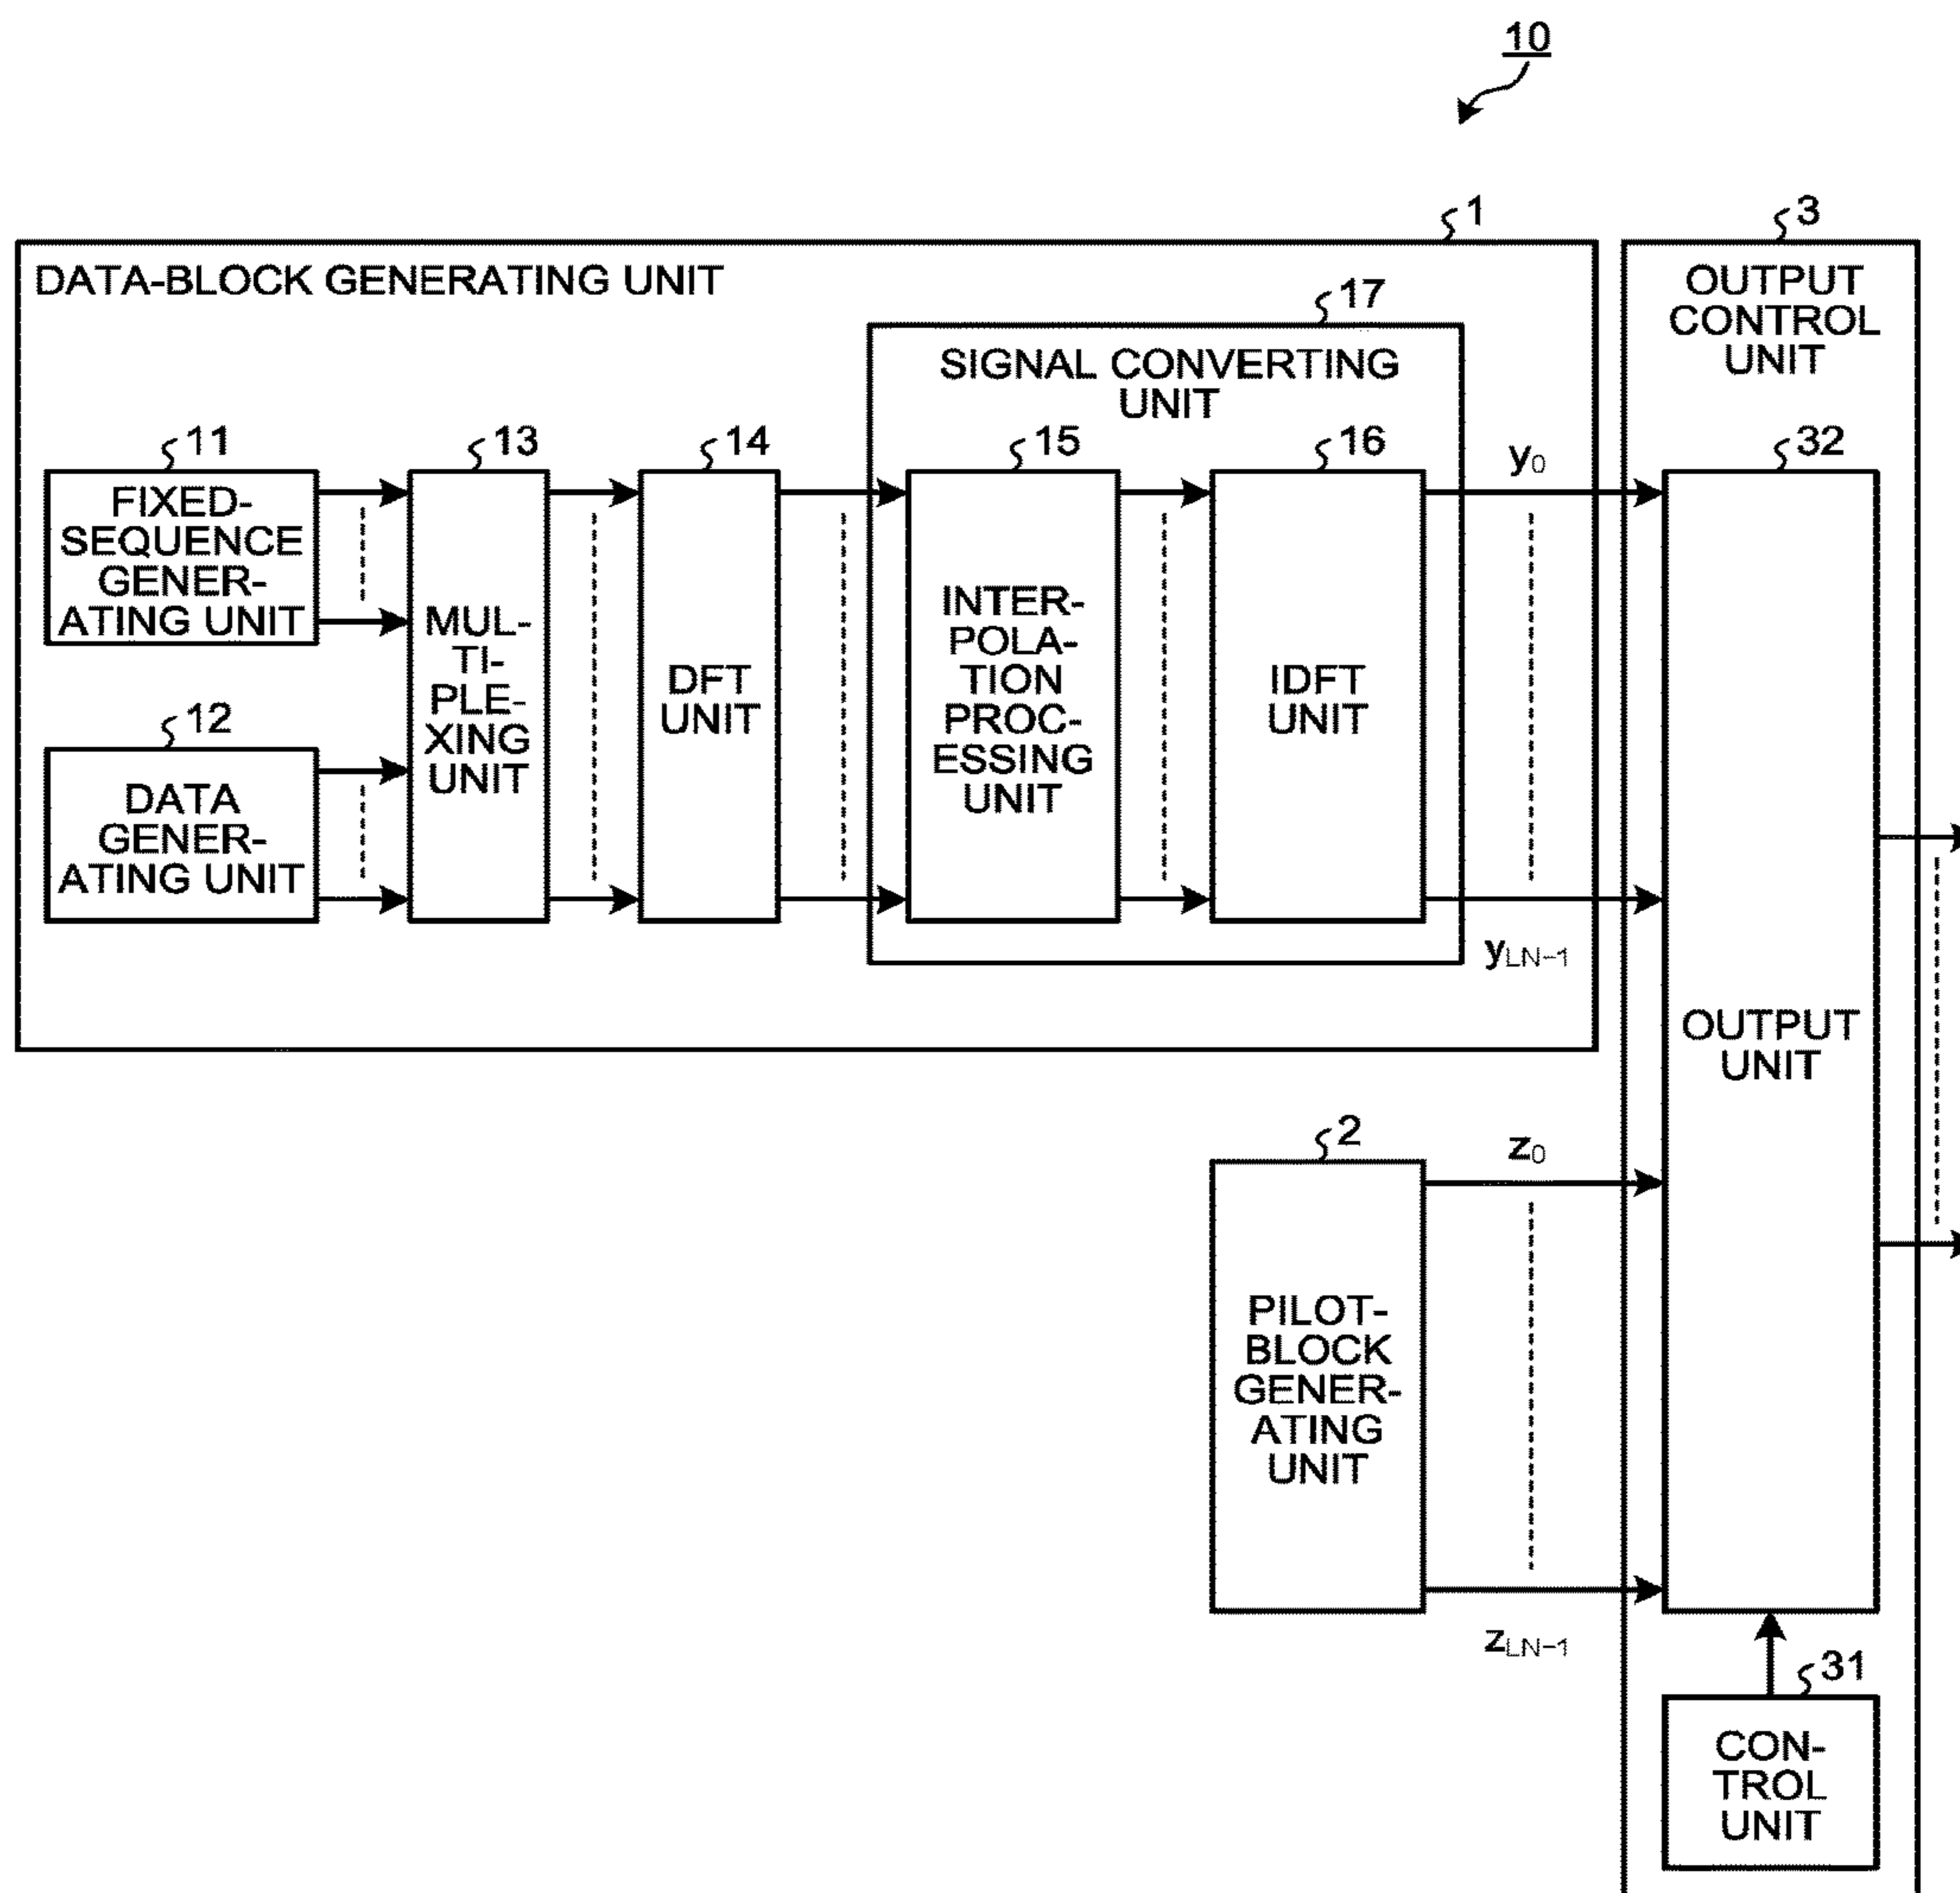 10
1
3
DATA-BLOCK GENERATING UNIT
OUTPUT
CONTROL
UNIT
17
SIGNAL CONVERTING
UNIT
11
13
14
15
16
32
y0
FIXED-
SEQUENCE
GENER-
ATING UNIT
12
DATA
GENER-
ATING UNIT
MUL-
TI-
PLE-
XING
UNIT
DFT
UNIT
INTER-
POLA-
TION
PROC-
ESSING
UNIT
IDFT
UNIT
yLN-1
OUTPUT
UNIT
2
z0
PILOT-
BLOCK
GENER-
ATING
UNIT
zLN-1
31
CON-
TROL
UNIT